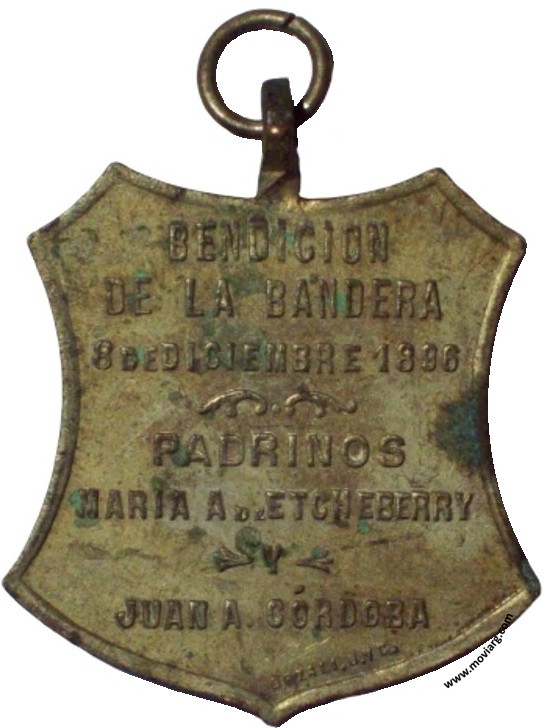 BENDICION
DE LA BANDERA
8 DE DICIEMBRE 1896
PADRINOS
MARIA A. DE ETCHEBERRY
Y
JUAN A. CÓRDOBA
www.moviarg.com